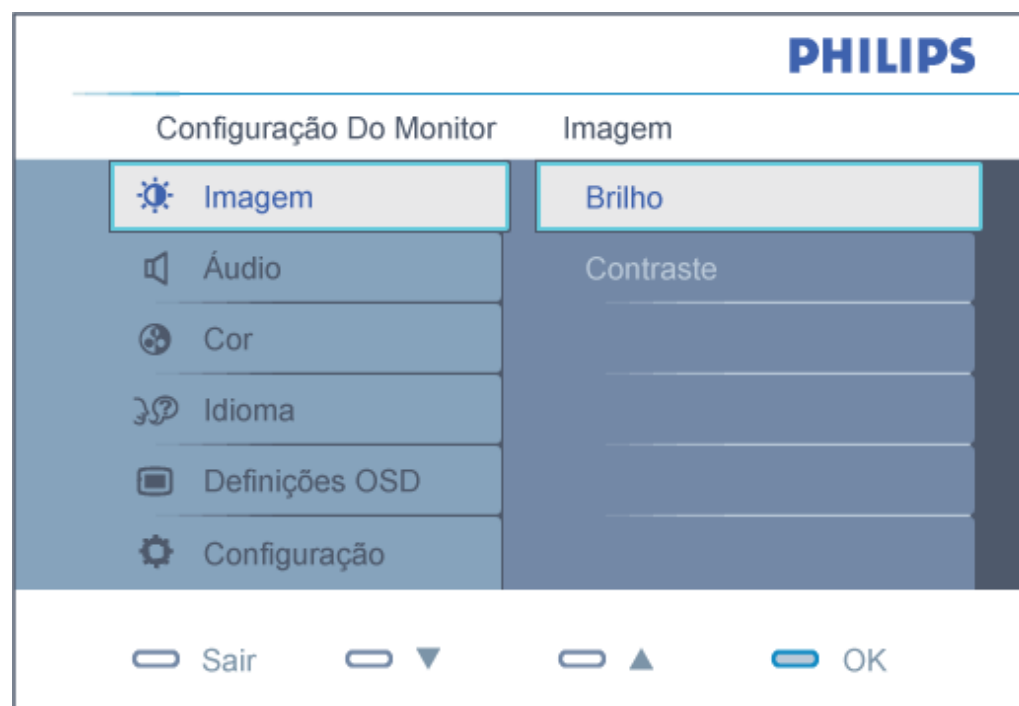 PHILIPS
Configuração Do Monitor Imagem
Imagem Brilho
Áudio Contraste
Cor
Idioma
Definições OSD
Configuração
Sair ▼ ▲ OK